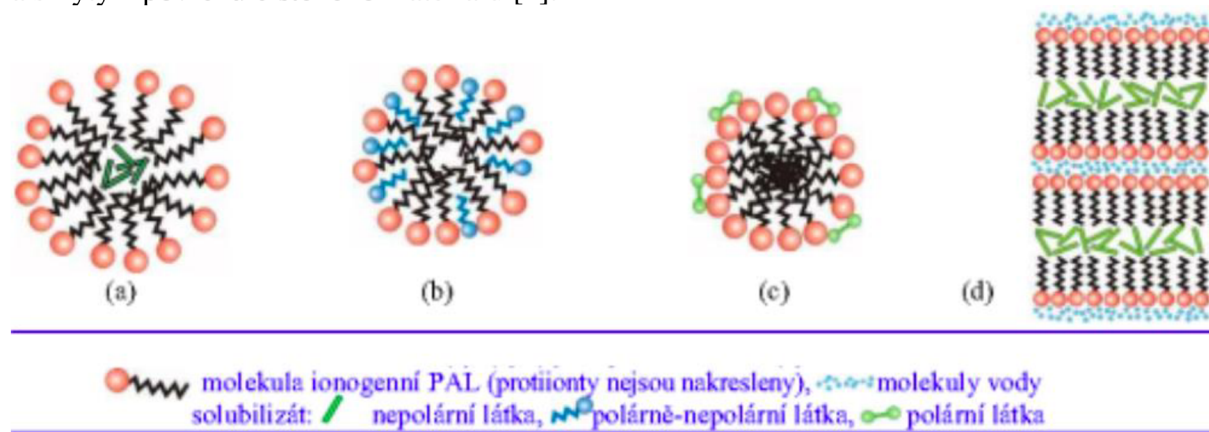 (a) (b) (c) (d)
molekula ionogenní PAL (protiionty nejsou nakresleny), molekuly vody
solubilizát: nepolární látka, polárně-nepolární látka, polární látka